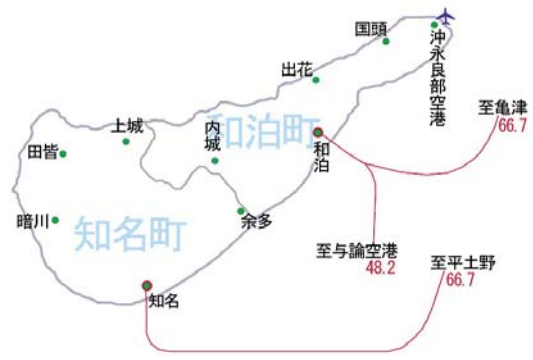 国頭
沖永良部空港
出花
至亀津
66.7
上城
内城
和泊町
和泊
田皆
暗川
知名町
余多
至与論空港
48.2
至平土野
66.7
知名